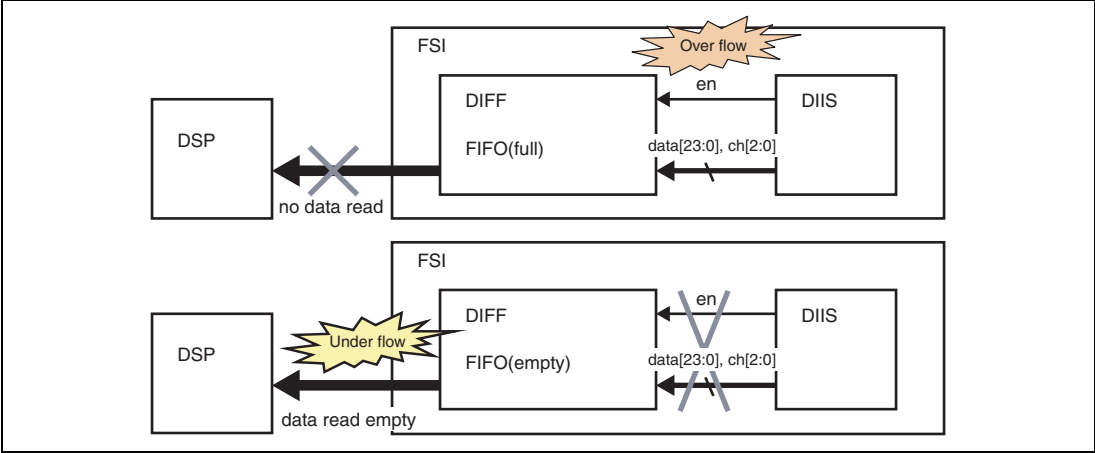 FSI
Over flow
en
DIFF
DIIS
DSP
FIFO(full)
data[23:0], ch[2:0]
no data read
FSI
en
DIFF
DIIS
Under flow
DSP
FIFO(empty)
data[23:0], ch[2:0]
data read empty